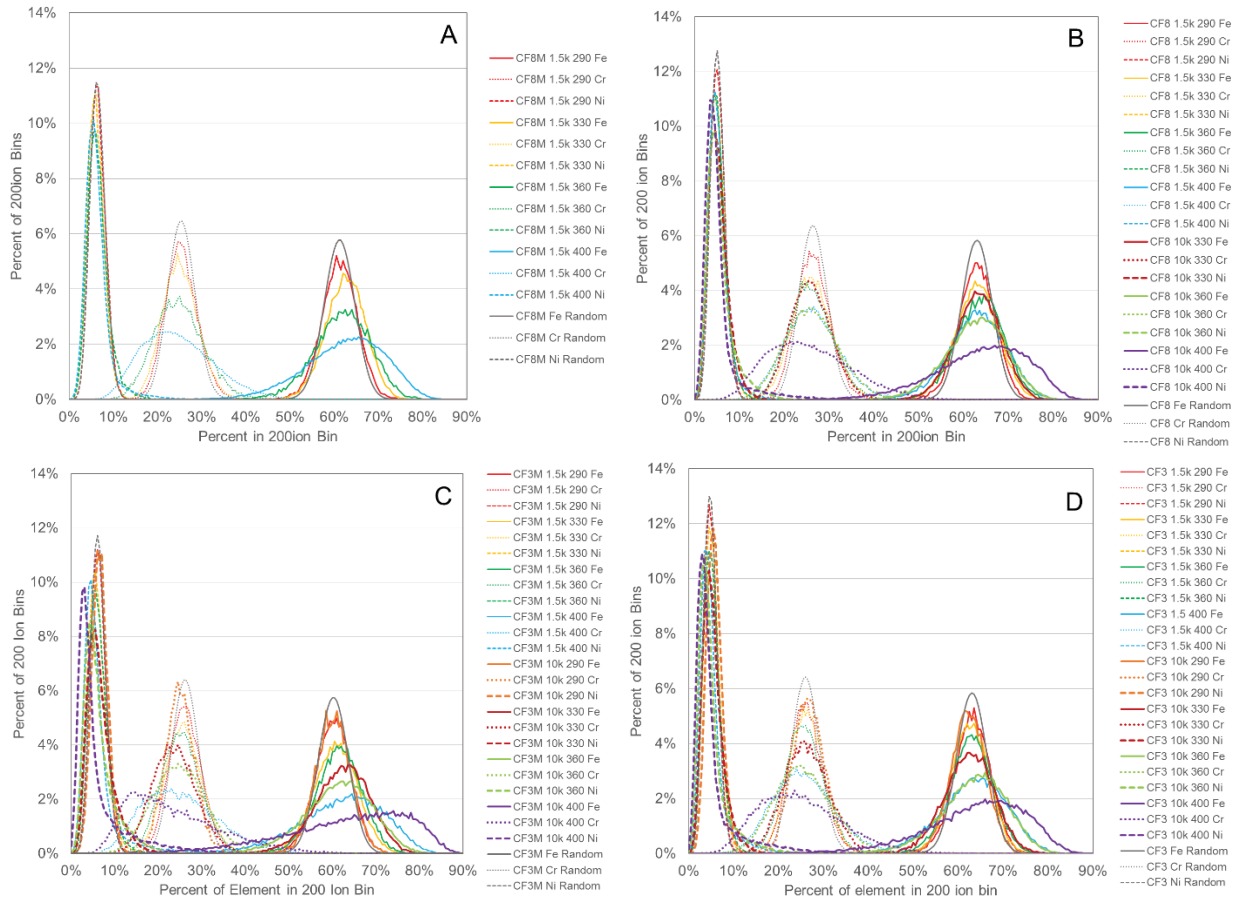 A
14%
12%
10%
8%
6%
4%
2%
0%
Percent of 200ion Bins
0% 10% 20% 30% 40% 50% 60% 70% 80% 90%
Percent in 200ion Bin
CF8M 1.5k 290 Fe
CF8M 1.5k 290 Cr
CF8M 1.5k 290 Ni
CF8M 1.5k 330 Fe
CF8M 1.5k 330 Cr
CF8M 1.5k 330 Ni
CF8M 1.5k 360 Fe
CF8M 1.5k 360 Cr
CF8M 1.5k 360 Ni
CF8M 1.5k 400 Fe
CF8M 1.5k 400 Cr
CF8M 1.5k 400 Ni
CF8M Fe Random
CF8M Cr Random
CF8M Ni Random
B
14%
12%
10%
8%
6%
4%
2%
0%
Percent of 200 ion Bins
0% 10% 20% 30% 40% 50% 60% 70% 80% 90%
Percent in 200ion Bin
CF8 1.5k 290 Fe
CF8 1.5k 290 Cr
CF8 1.5k 290 Ni
CF8 1.5k 330 Fe
CF8 1.5k 330 Cr
CF8 1.5k 330 Ni
CF8 1.5k 360 Fe
CF8 1.5k 360 Cr
CF8 1.5k 360 Ni
CF8 1.5k 400 Fe
CF8 1.5k 400 Cr
CF8 1.5k 400 Ni
CF8 10k 330 Fe
CF8 10k 330 Cr
CF8 10k 330 Ni
CF8 10k 360 Fe
CF8 10k 360 Cr
CF8 10k 360 Ni
CF8 10k 400 Fe
CF8 10k 400 Cr
CF8 10k 400 Ni
CF8 Fe Random
CF8 Cr Random
CF8 Ni Random
C
14%
12%
10%
8%
6%
4%
2%
0%
Percent of 200 Ion Bins
0% 10% 20% 30% 40% 50% 60% 70% 80% 90%
Percent of Element in 200 Ion Bin
CF3M 1.5k 290 Fe
CF3M 1.5k 290 Cr
CF3M 1.5k 290 Ni
CF3M 1.5k 330 Fe
CF3M 1.5k 330 Cr
CF3M 1.5k 330 Ni
CF3M 1.5k 360 Fe
CF3M 1.5k 360 Cr
CF3M 1.5k 360 Ni
CF3M 1.5k 400 Fe
CF3M 1.5k 400 Cr
CF3M 1.5k 400 Ni
CF3M 10k 290 Fe
CF3M 10k 290 Cr
CF3M 10k 290 Ni
CF3M 10k 330 Fe
CF3M 10k 330 Cr
CF3M 10k 330 Ni
CF3M 10k 360 Fe
CF3M 10k 360 Cr
CF3M 10k 360 Ni
CF3M 10k 400 Fe
CF3M 10k 400 Cr
CF3M 10k 400 Ni
CF3M Fe Random
CF3M Cr Random
CF3M Ni Random
D
14%
12%
10%
8%
6%
4%
2%
0%
Percent of 200 ion Bins
0% 10% 20% 30% 40% 50% 60% 70% 80% 90%
Percent of element in 200 ion bin
CF3 1.5k 290 Fe
CF3 1.5k 290 Cr
CF3 1.5k 290 Ni
CF3 1.5k 330 Fe
CF3 1.5k 330 Cr
CF3 1.5k 330 Ni
CF3 1.5k 360 Fe
CF3 1.5k 360 Cr
CF3 1.5k 360 Ni
CF3 1.5 400 Fe
CF3 1.5k 400 Cr
CF3 1.5k 400 Ni
CF3 10k 290 Fe
CF3 10k 290 Cr
CF3 10k 290 Ni
CF3 10k 330 Fe
CF3 10k 330 Cr
CF3 10k 330 Ni
CF3 10k 360 Fe
CF3 10k 360 Cr
CF3 10k 360 Ni
CF3 10k 400 Fe
CF3 10k 400 Cr
CF3 10k 400 Ni
CF3 Fe Random
CF3 Cr Random
CF3 Ni Random